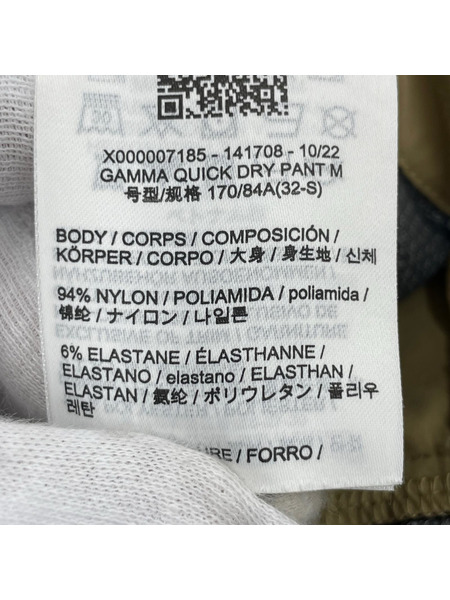 X000007185 - 141708 - 10/22
GAMMA QUICK DRY PANT M
号型/规格 170/84A(32-S)
BODY / CORPS / COMPOSICIÓN /
KÖRPER / CORPO / 大身 / 身生地 / 신체
94% NYLON / POLIAMIDA / poliamida /
锦纶 / ナイロン / 나일론
6% ELASTANE / ÉLASTHANNE /
ELASTANO / elastano / ELASTHAN /
ELASTAN / 氨纶 / ポリウレタン / 폴리우
레탄
/ FORRO /